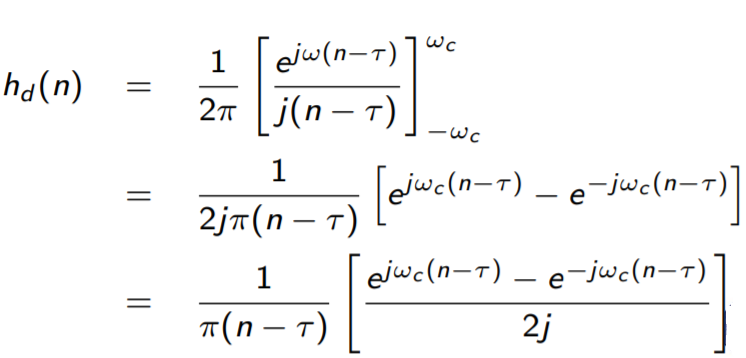 h_d(n) = \frac{1}{2\pi} \left[ \frac{e^{j\omega(n-\tau)}}{j(n-\tau)} \right]_{-\omega_c}^{\omega_c}
= \frac{1}{2j\pi(n-\tau)} \left[ e^{j\omega_c(n-\tau)} - e^{-j\omega_c(n-\tau)} \right]
= \frac{1}{\pi(n-\tau)} \left[ \frac{e^{j\omega_c(n-\tau)} - e^{-j\omega_c(n-\tau)}}{2j} \right]